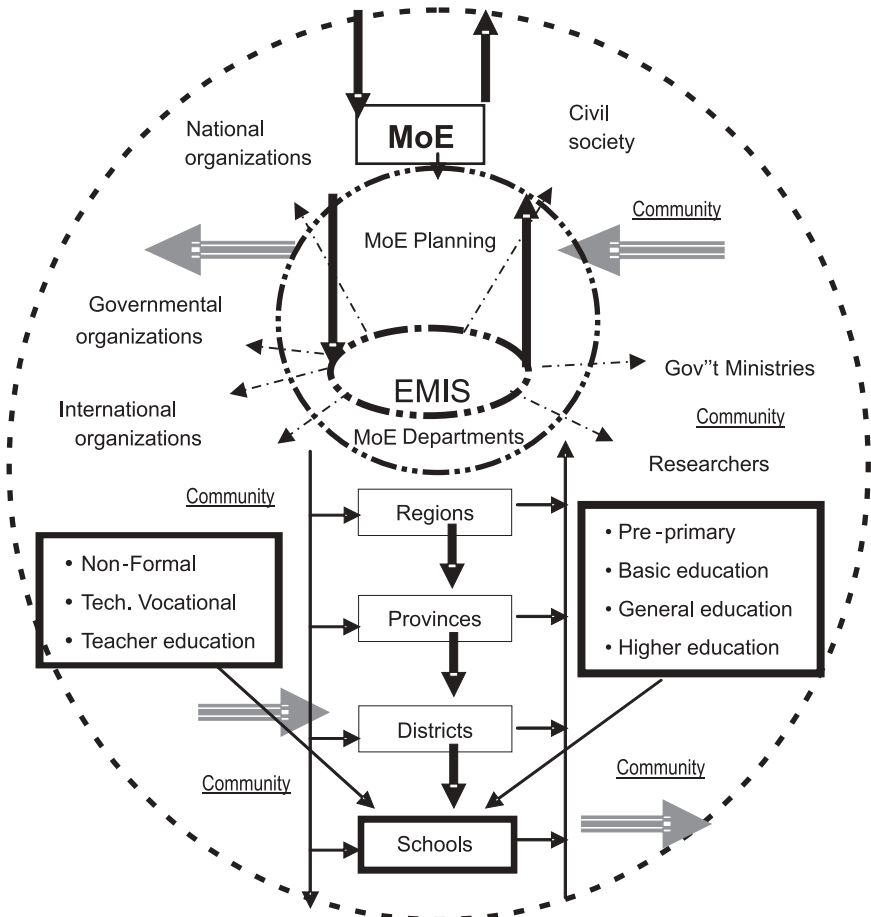 MoE
National
organizations
Civil
society
Community
MoE Planning
Governmental
organizations
EMIS
Gov"t Ministries
International
organizations
MoE Departments
Community
Researchers
Community
Regions
• Non-Formal
• Tech. Vocational
• Teacher education
• Pre-primary
• Basic education
• General education
• Higher education
Provinces
Districts
Community
Community
Schools